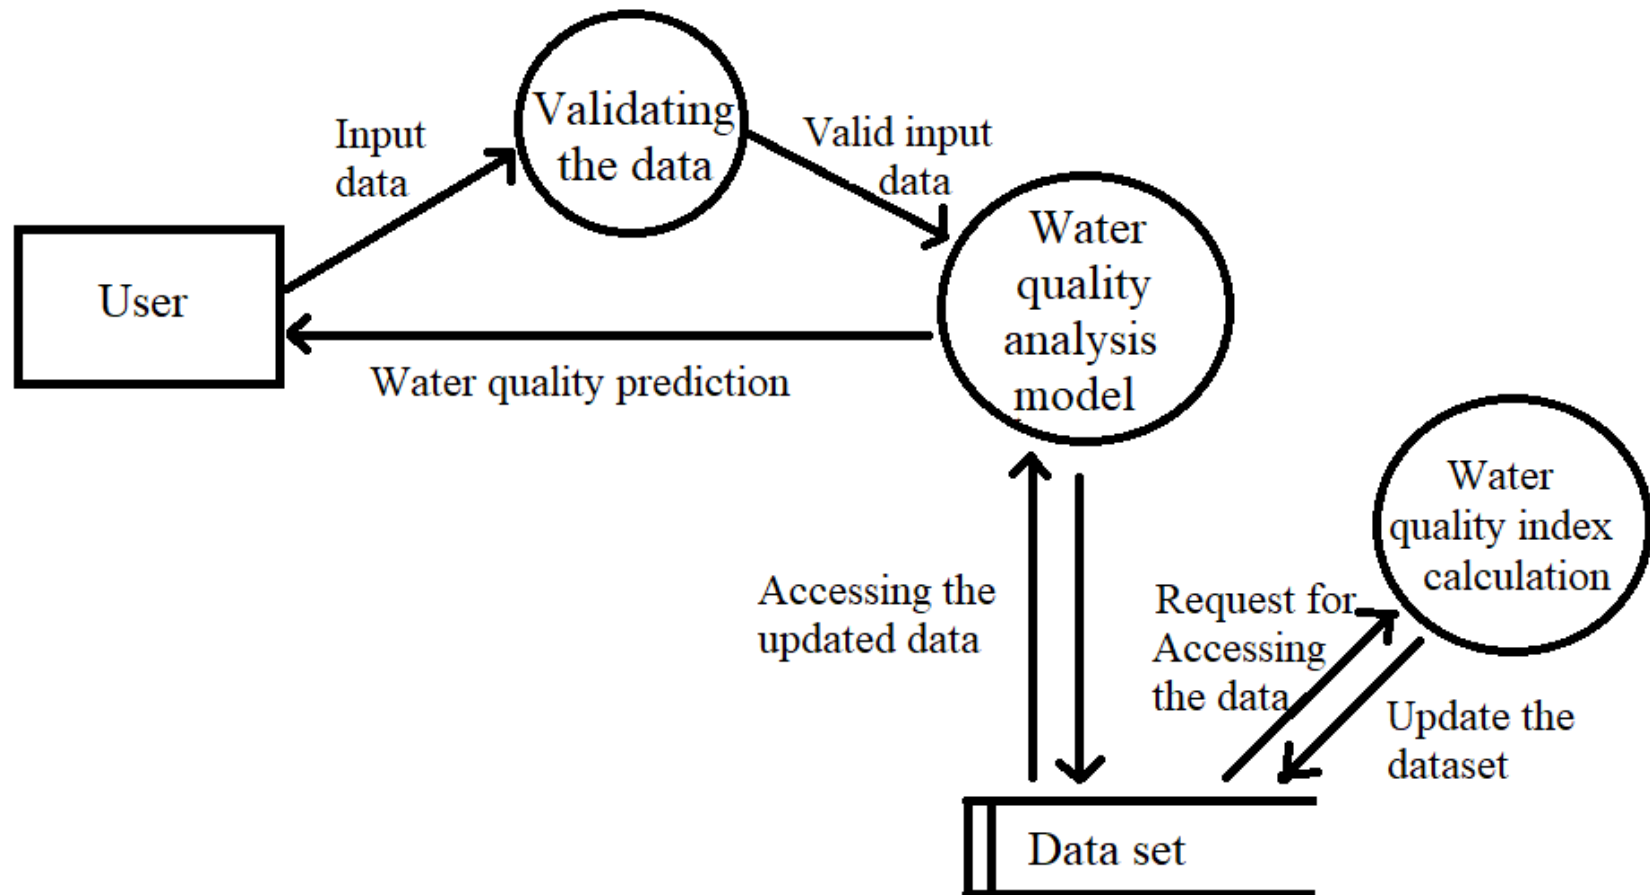 Validating
the data
Input
data
Valid input
data
User
Water
quality
analysis
model
Water quality prediction
Water
quality index
calculation
Accessing the
updated data
Request for
Accessing
the data
Update the
dataset
Data set